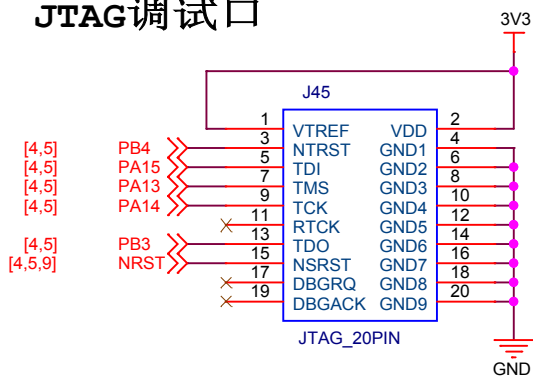 JTAG调试口
3V3
J45
1 VTREF VDD 2
[4,5] PB4 3 NTRST GND1 4
[4,5] PA15 5 TDI GND2 6
[4,5] PA13 7 TMS GND3 8
[4,5] PA14 9 TCK GND4 10
11 RTCK GND5 12
[4,5] PB3 13 TDO GND6 14
[4,5,9] NRST 15 NSRST GND7 16
17 DBGRQ GND8 18
19 DBGACK GND9 20
JTAG_20PIN
GND